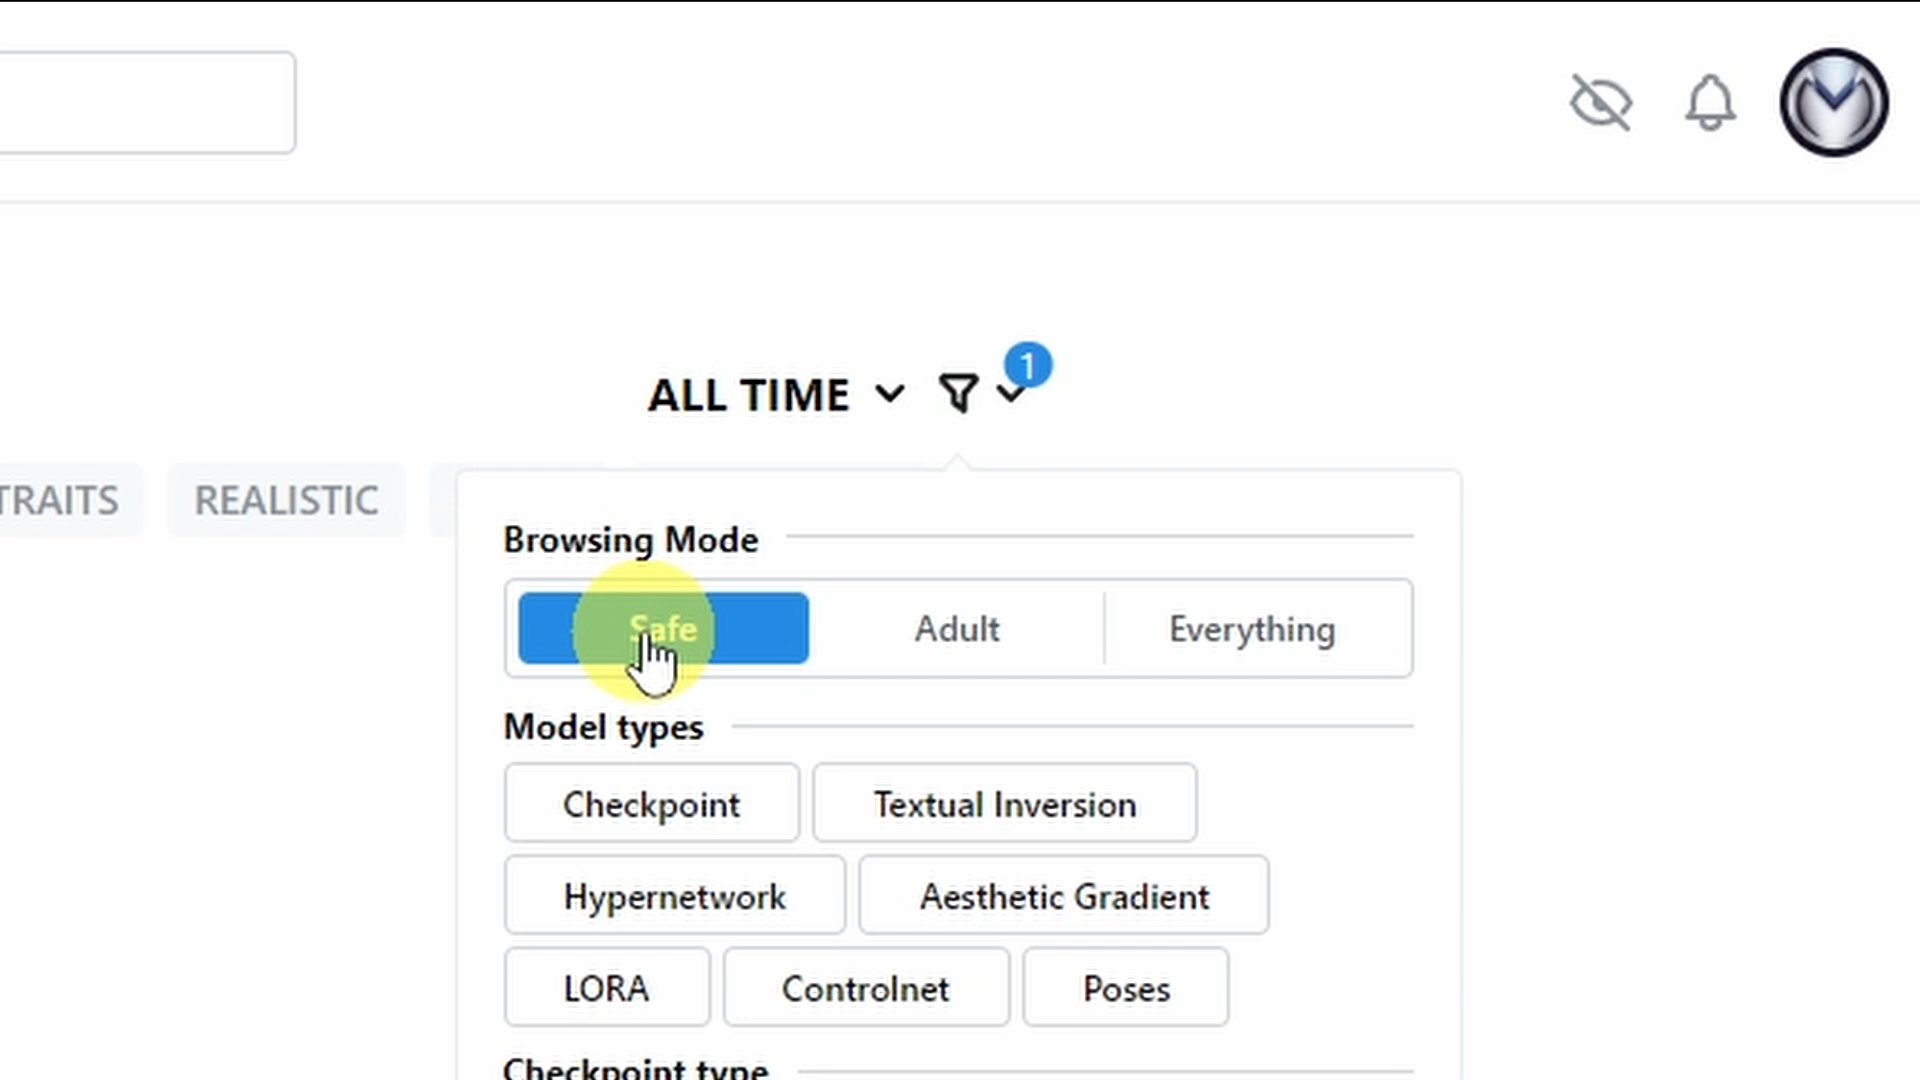 ALL TIME
1
TRAITS REALISTIC
Browsing Mode
Safe Adult Everything
Model types
Checkpoint Textual Inversion
Hypernetwork Aesthetic Gradient
LORA Controlnet Poses
Checkpoint type